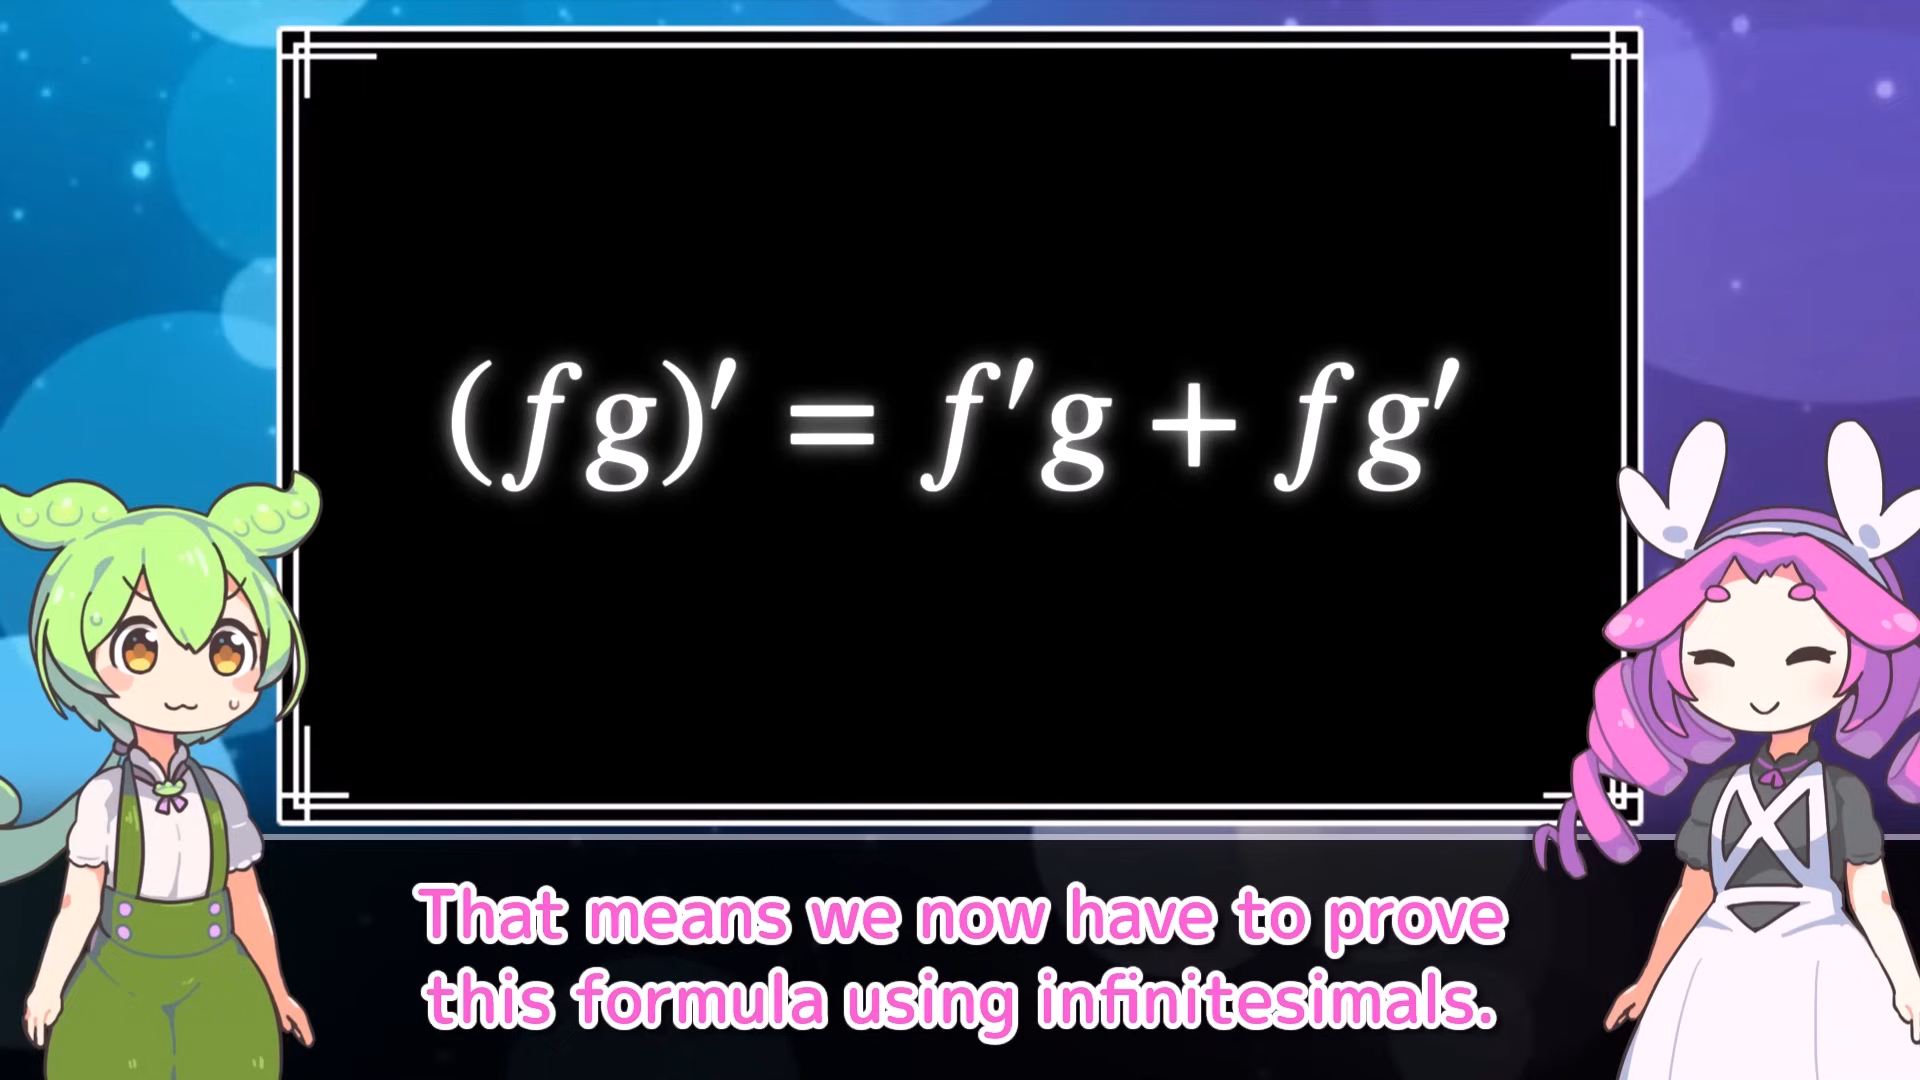 (fg)′ = f′g + fg′
That means we now have to prove
this formula using infinitesimals.